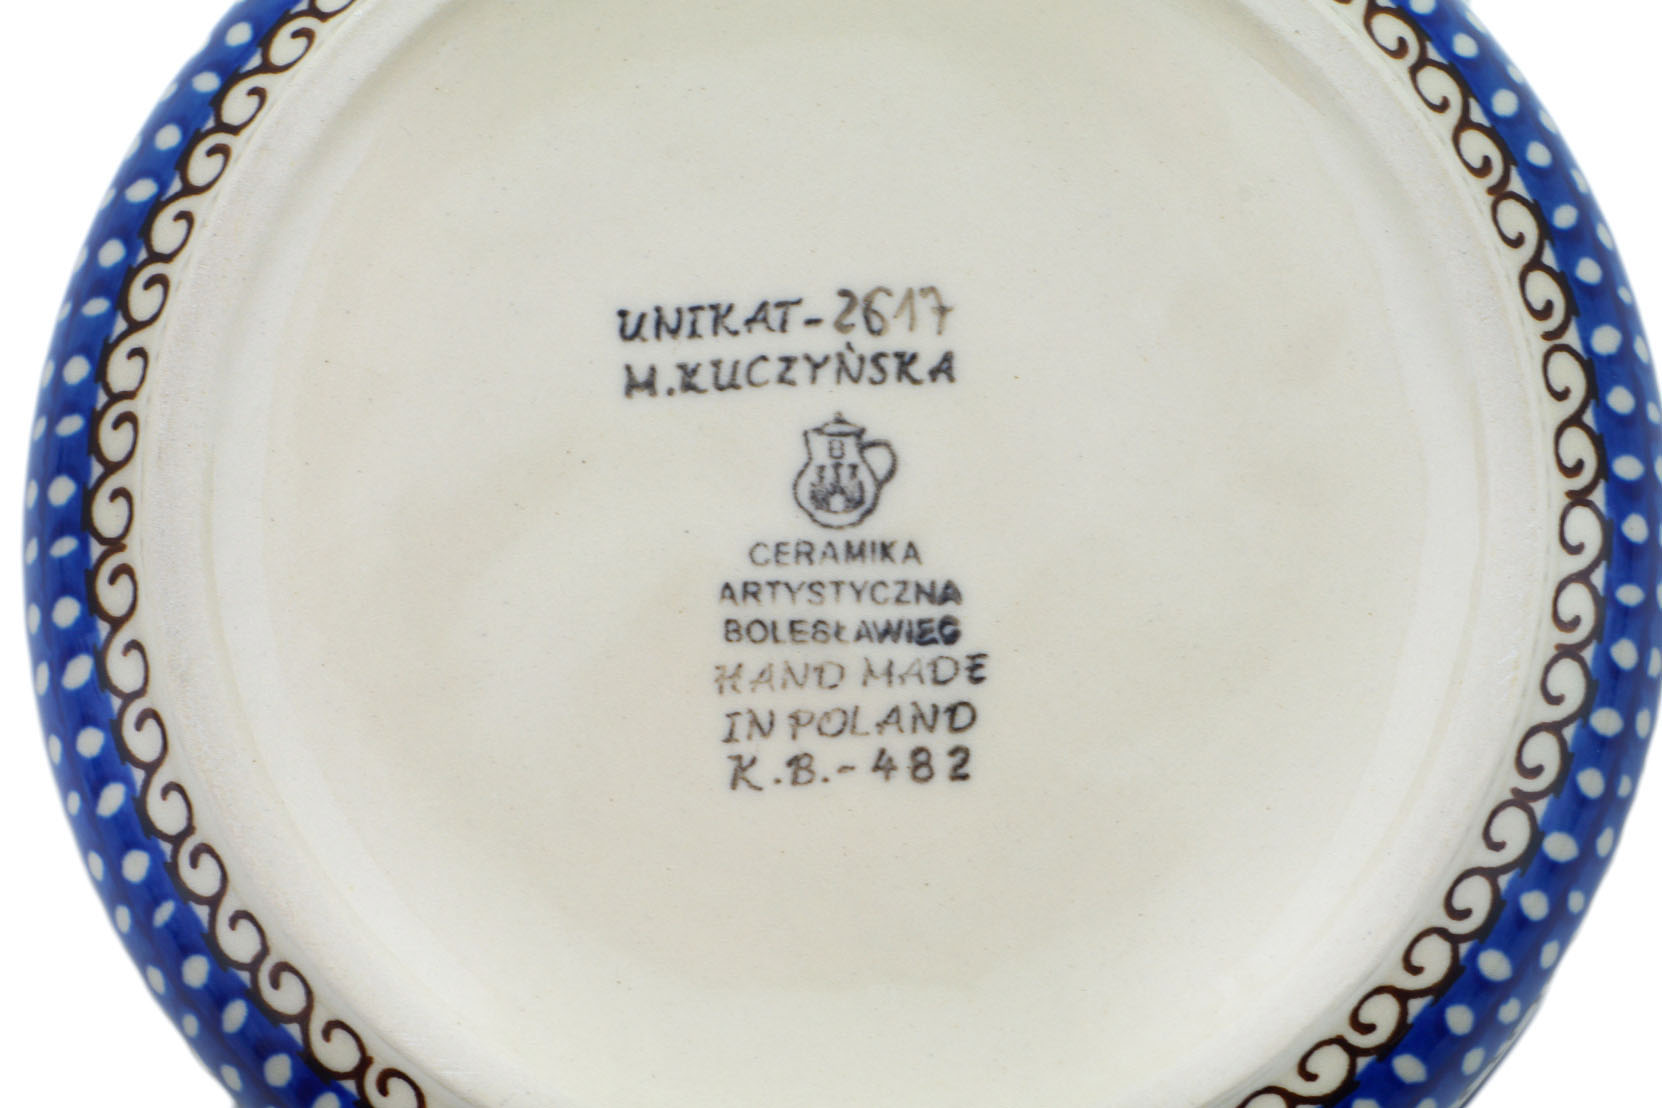 UNIKAT-2617
M.KUCZYŃSKA
B
CERAMIKA
ARTYSTYCZNA
BOLESŁAWIEC
HAND MADE
IN POLAND
K.B.-482